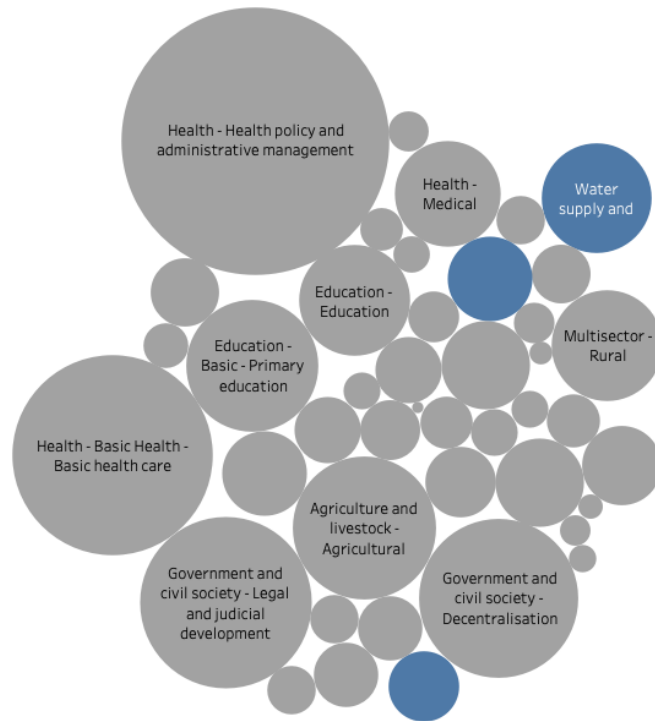 Health - Health policy and
administrative management
Health -
Medical
Water
supply and
Education -
Education
Education -
Basic - Primary
education
Multisector -
Rural
Health - Basic Health -
Basic health care
Agriculture and
livestock -
Agricultural
Government and
civil society - Legal
and judicial
development
Government and
civil society -
Decentralisation